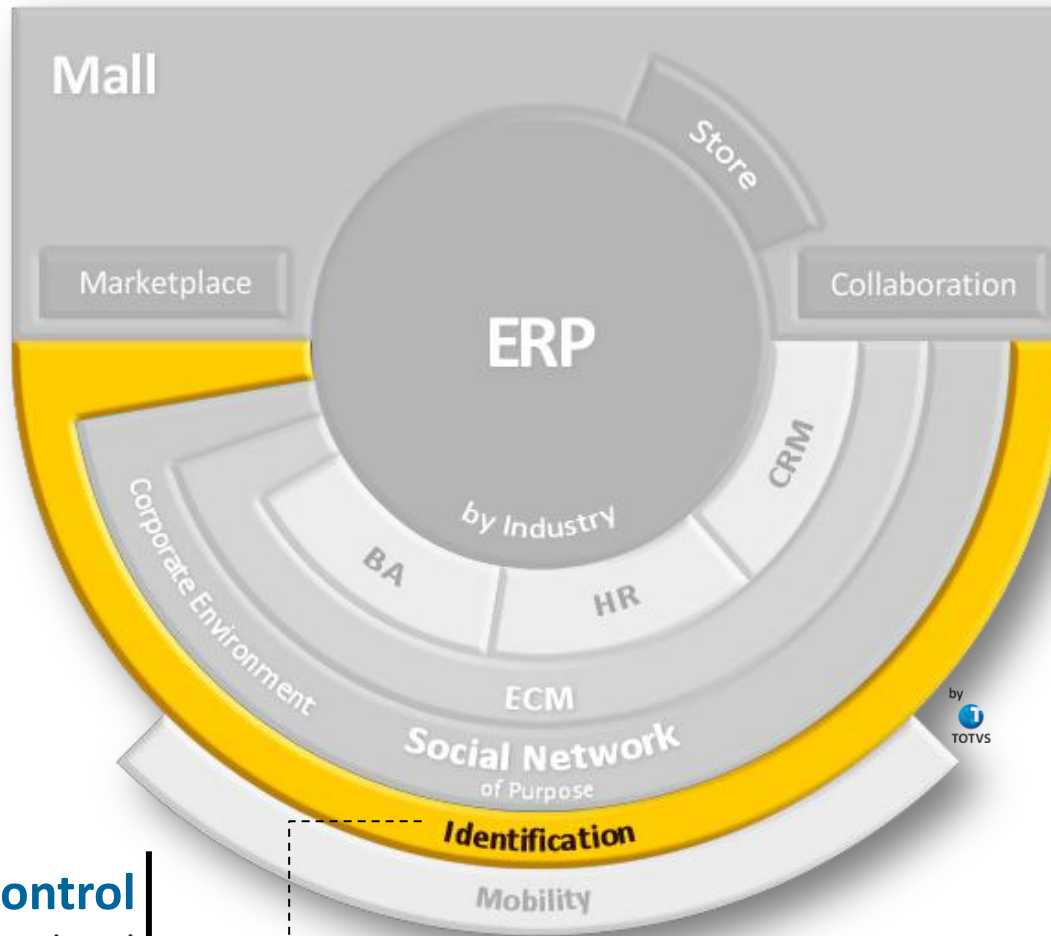 Mall
Store
Marketplace
Collaboration
ERP
by Industry
CRM
BA
HR
Corporate Environment
ECM
Social Network
of Purpose
by
TOTVS
Identification
Mobility
ontrol